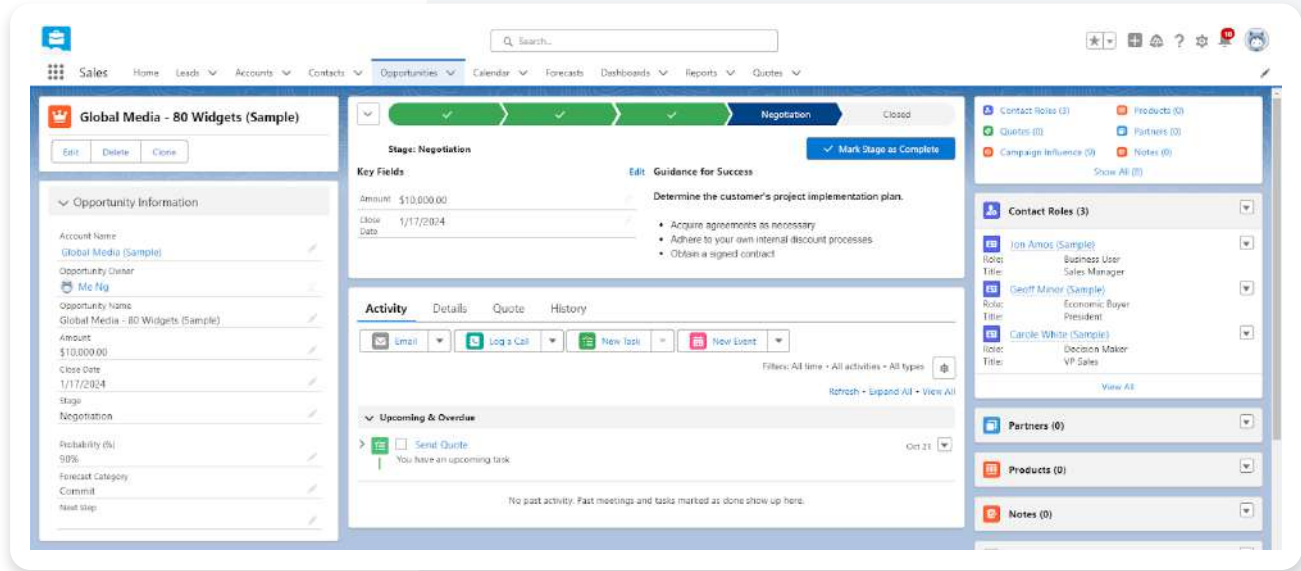 Search...
10
Sales Home Leads Accounts Contacts Opportunities Calendar Forecasts Dashboards Reports Quotes
Global Media - 80 Widgets (Sample)
Edit Delete Clone
Opportunity Information
Account Name
Global Media (Sample)
Opportunity Owner
Me Ng
Opportunity Name
Global Media - 80 Widgets (Sample)
Amount
$10,000.00
Close Date
1/17/2024
Stage
Negotiation
Probability (%)
90%
Forecast Category
Commit
Next Step
Negotiation Closed
Stage: Negotiation
Mark Stage as Complete
Key Fields Edit
Amount $10,000.00
Close Date 1/17/2024
Guidance for Success
Determine the customer's project implementation plan.
• Acquire agreements as necessary
• Adhere to your own internal discount processes
• Obtain a signed contract
Activity Details Quote History
Email Log a Call New Task New Event
Filters: All time • All activities • All types
Refresh • Expand All • View All
Upcoming & Overdue
Send Quote Oct 21
You have an upcoming task
No past activity. Past meetings and tasks marked as done show up here.
Contact Roles (3) Products (0)
Quotes (0) Partners (0)
Campaign Influence (0) Notes (0)
Show All (8)
Contact Roles (3)
Jon Amos (Sample)
Role: Business User
Title: Sales Manager
Geoff Minor (Sample)
Role: Economic Buyer
Title: President
Carole White (Sample)
Role: Decision Maker
Title: VP Sales
View All
Partners (0)
Products (0)
Notes (0)